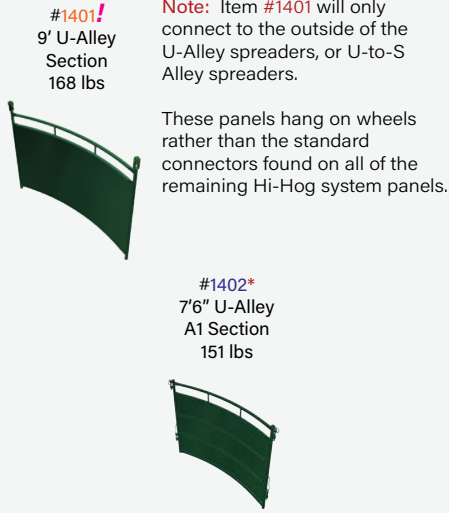 #1401!
9’ U-Alley
Section
168 lbs
Note: Item #1401 will only
connect to the outside of the
U-Alley spreaders, or U-to-S
Alley spreaders.
These panels hang on wheels
rather than the standard
connectors found on all of the
remaining Hi-Hog system panels.
#1402*
7’6” U-Alley
A1 Section
151 lbs